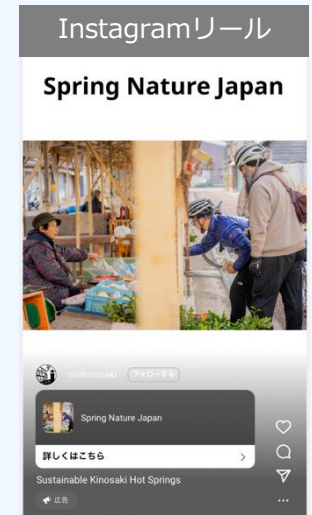 Instagramリール
Spring Nature Japan
visitkinosaki フォローする
Spring Nature Japan
詳しくはこちら
Sustainable Kinosaki Hot Springs
広告